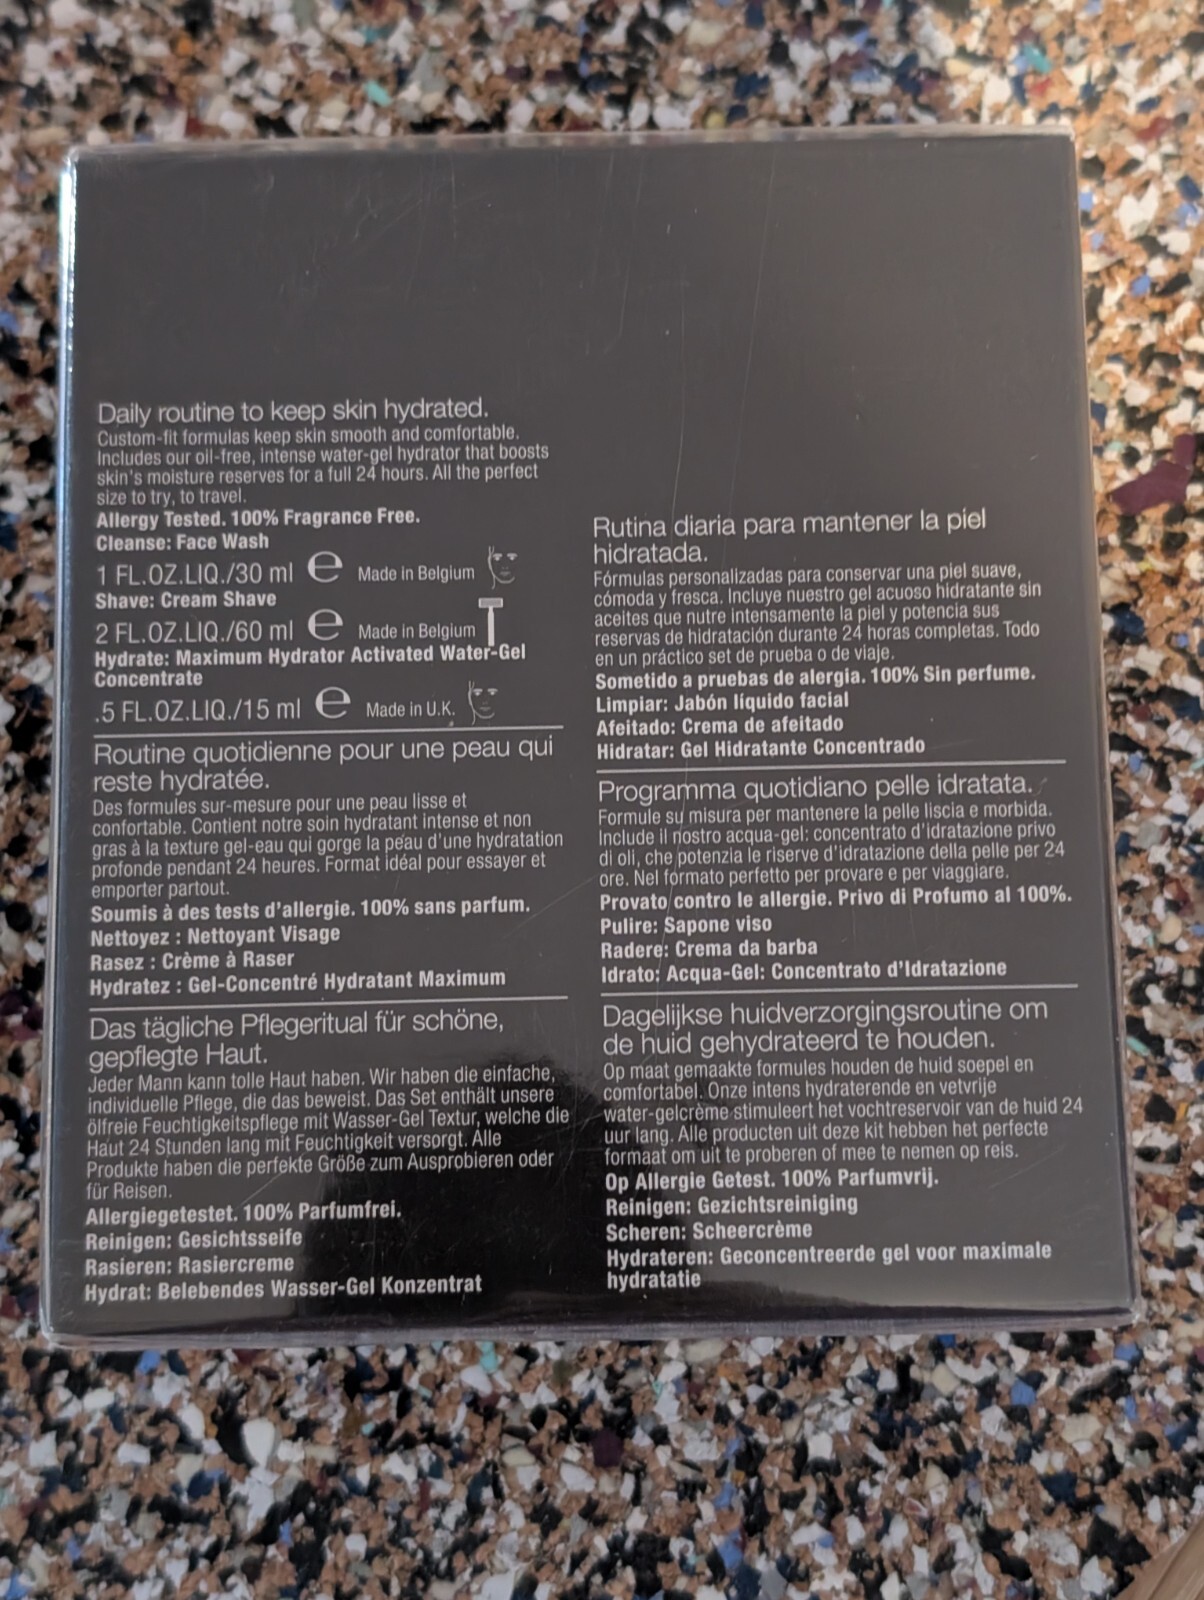 Daily routine to keep skin hydrated.
Custom-fit formulas keep skin smooth and comfortable.
Includes our oil-free, intense water-gel hydrator that boosts
skin's moisture reserves for a full 24 hours. All the perfect
size to try, to travel.
Allergy Tested. 100% Fragrance Free.
Cleanse: Face Wash
1 FL.OZ.LIQ./30 ml ℮ Made in Belgium
Shave: Cream Shave
2 FL.OZ.LIQ./60 ml ℮ Made in Belgium
Hydrate: Maximum Hydrator Activated Water-Gel
Concentrate
.5 FL.OZ.LIQ./15 ml ℮ Made in U.K.
Routine quotidienne pour une peau qui
reste hydratée.
Des formules sur-mesure pour une peau lisse et
confortable. Contient notre soin hydratant intense et non
gras à la texture gel-eau qui gorge la peau d'une hydratation
profonde pendant 24 heures. Format idéal pour essayer et
emporter partout.
Soumis à des tests d'allergie. 100% sans parfum.
Nettoyez : Nettoyant Visage
Rasez : Crème à Raser
Hydratez : Gel-Concentré Hydratant Maximum
Das tägliche Pflegeritual für schöne,
gepflegte Haut.
Jeder Mann kann tolle Haut haben. Wir haben die einfache,
individuelle Pflege, die das beweist. Das Set enthält unsere
ölfreie Feuchtigkeitspflege mit Wasser-Gel Textur, welche die
Haut 24 Stunden lang mit Feuchtigkeit versorgt. Alle
Produkte haben die perfekte Größe zum Ausprobieren oder
für Reisen.
Allergiegetestet. 100% Parfumfrei.
Reinigen: Gesichtsseife
Rasieren: Rasiercreme
Hydrat: Belebendes Wasser-Gel Konzentrat
Rutina diaria para mantener la piel
hidratada.
Fórmulas personalizadas para conservar una piel suave,
cómoda y fresca. Incluye nuestro gel acuoso hidratante sin
aceites que nutre intensamente la piel y potencia sus
reservas de hidratación durante 24 horas completas. Todo
en un práctico set de prueba o de viaje.
Sometido a pruebas de alergia. 100% Sin perfume.
Limpiar: Jabón líquido facial
Afeitado: Crema de afeitado
Hidratar: Gel Hidratante Concentrado
Programma quotidiano pelle idratata.
Formule su misura per mantenere la pelle liscia e morbida.
Include il nostro acqua-gel: concentrato d'idratazione privo
di oli, che potenzia le riserve d'idratazione della pelle per 24
ore. Nel formato perfetto per provare e per viaggiare.
Provato contro le allergie. Privo di Profumo al 100%.
Pulire: Sapone viso
Radere: Crema da barba
Idrato: Acqua-Gel: Concentrato d'Idratazione
Dagelijkse huidverzorgingsroutine om
de huid gehydrateerd te houden.
Op maat gemaakte formules houden de huid soepel en
comfortabel. Onze intens hydraterende en vetvrije
water-gelcrème stimuleert het vochtreservoir van de huid 24
uur lang. Alle producten uit deze kit hebben het perfecte
formaat om uit te proberen of mee te nemen op reis.
Op Allergie Getest. 100% Parfumvrij.
Reinigen: Gezichtsreiniging
Scheren: Scheercrème
Hydrateren: Geconcentreerde gel voor maximale
hydratatie